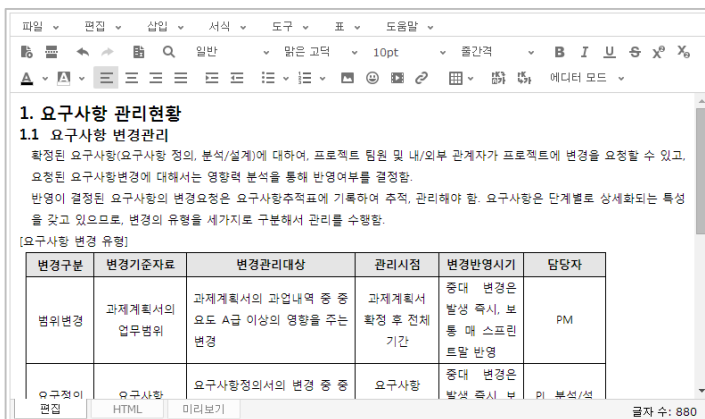 파일 편집 삽입 서식 도구 표 도움말
일반 맑은 고딕 10pt 줄간격 B I U S X X
A A 에디터 모드
1. 요구사항 관리현황
1.1 요구사항 변경관리
확정된 요구사항(요구사항 정의, 분석/설계)에 대하여, 프로젝트 팀원 및 내/외부 관계자가 프로젝트에 변경을 요청할 수 있고,
요청된 요구사항변경에 대해서는 영향력 분석을 통해 반영여부를 결정함.
반영이 결정된 요구사항의 변경요청은 요구사항추적표에 기록하여 추적, 관리해야 함. 요구사항은 단계별로 상세화되는 특성
을 갖고 있으므로, 변경의 유형을 세가지로 구분해서 관리를 수행함.
[요구사항 변경 유형]
변경구분 변경기준자료 변경관리대상 관리시점 변경반영시기 담당자
범위변경
과제계획서의
업무범위
과제계획서의 과업내역 중 중
요도 A급 이상의 영향을 주는
변경
과제계획서
확정 후 전체
기간
중대 변경은
발생 즉시, 보
통 매 스프린
트말 반영
PM
요구정의
요구사항
요구사항정의서의 변경 중 중
요구사항
중대 변경은
발생 즉시, 보
PL, 분석/설
편집 HTML 미리보기
글자 수: 880